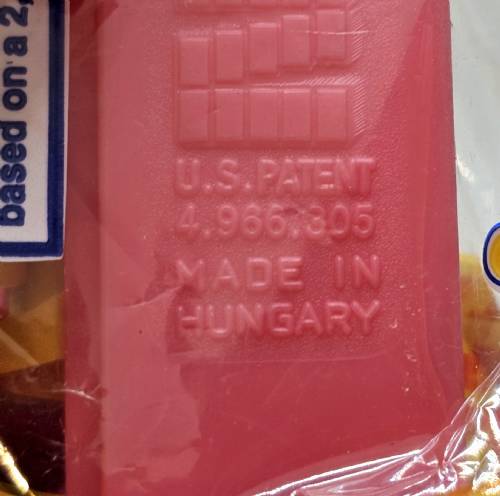 based on a 2,
U.S. PATENT
4,966,305
MADE IN
HUNGARY